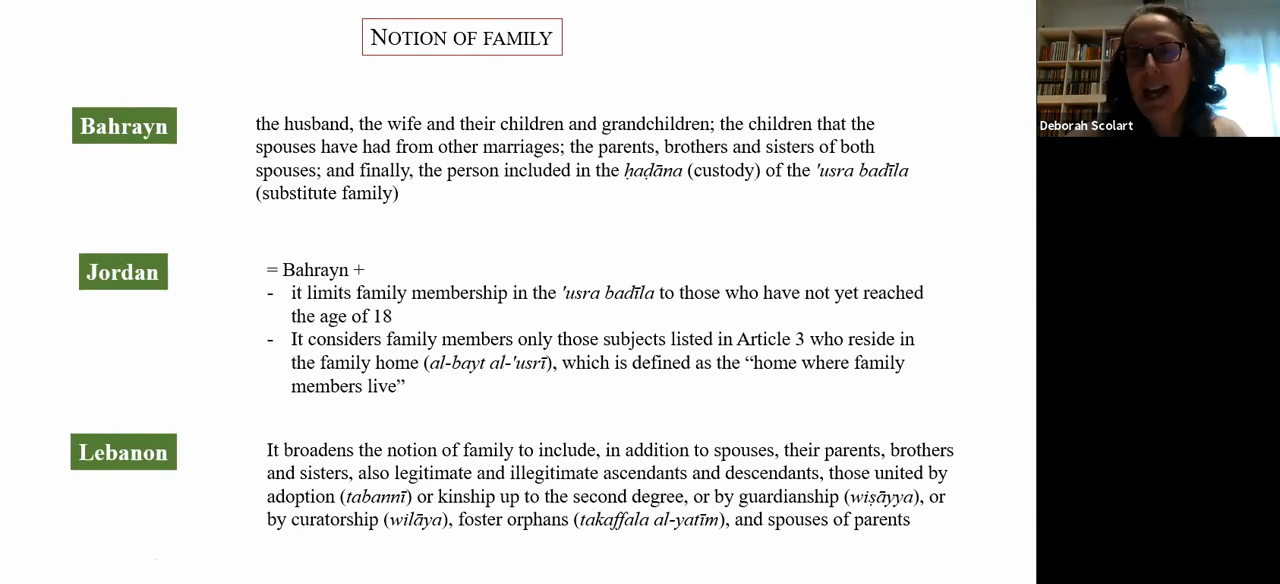 NOTION OF FAMILY
Bahrayn
the husband, the wife and their children and grandchildren; the children that the
spouses have had from other marriages; the parents, brothers and sisters of both
spouses; and finally, the person included in the ḥaḍāna (custody) of the 'usra badīla
(substitute family)
Jordan
= Bahrayn +
- it limits family membership in the 'usra badīla to those who have not yet reached
the age of 18
- It considers family members only those subjects listed in Article 3 who reside in
the family home (al-bayt al-'usrī), which is defined as the “home where family
members live”
Lebanon
It broadens the notion of family to include, in addition to spouses, their parents, brothers
and sisters, also legitimate and illegitimate ascendants and descendants, those united by
adoption (tabannī) or kinship up to the second degree, or by guardianship (wiṣāyya), or
by curatorship (wilāya), foster orphans (takaffala al-yatīm), and spouses of parents
Deborah Scolart